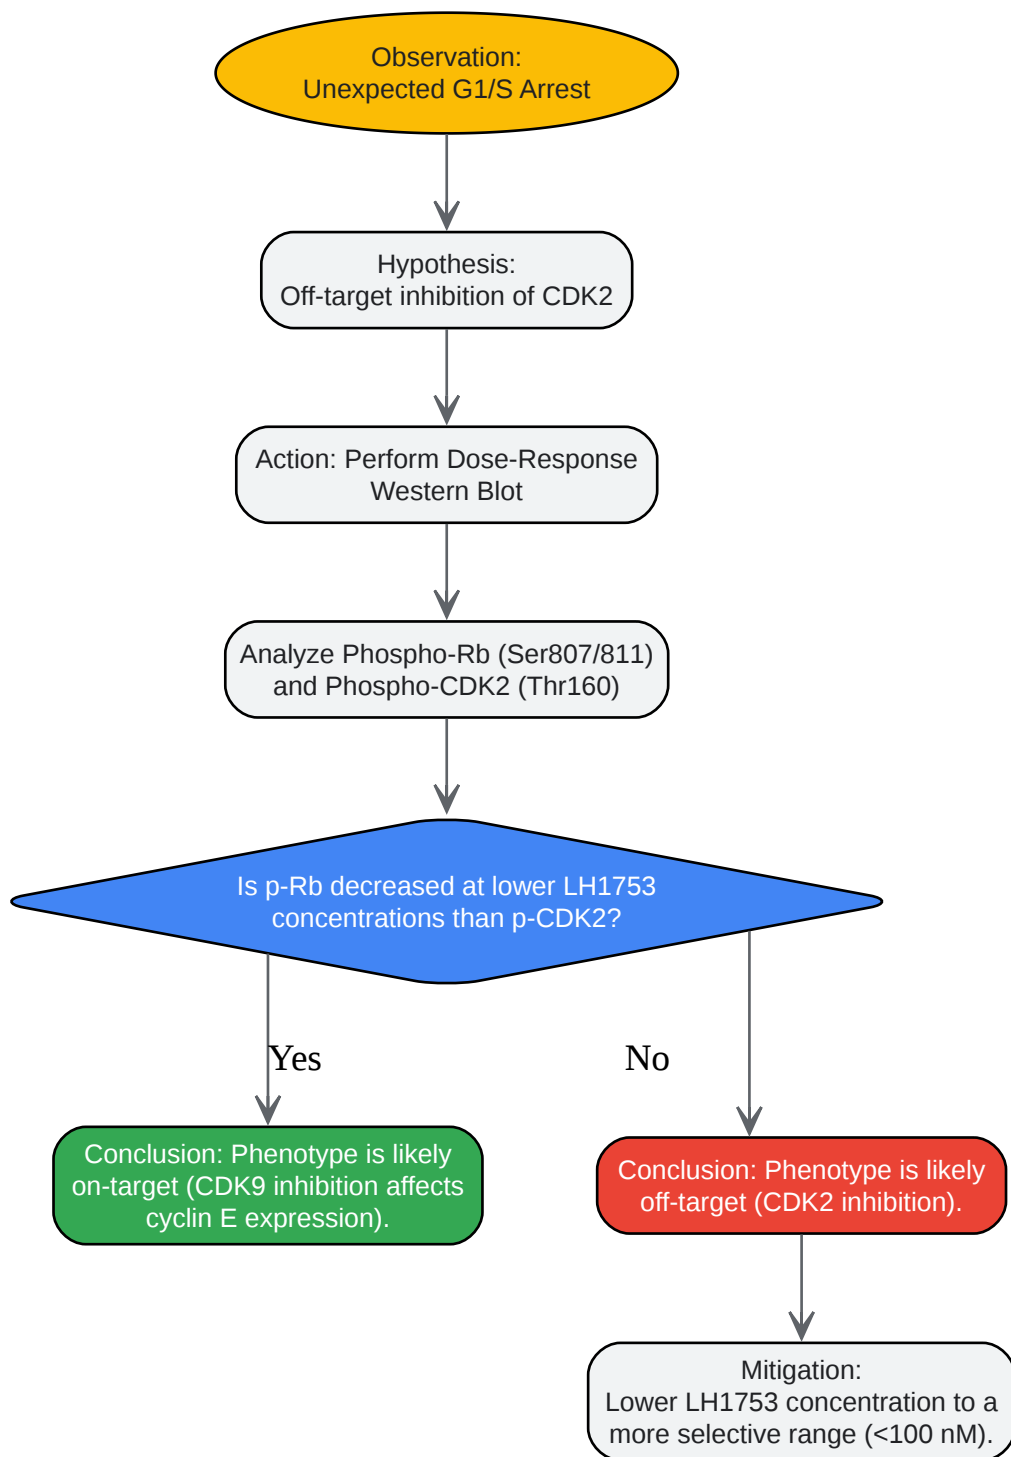 Observation:
Unexpected G1/S Arrest
Hypothesis:
Off-target inhibition of CDK2
Action: Perform Dose-Response
Western Blot
Analyze Phospho-Rb (Ser807/811)
and Phospho-CDK2 (Thr160)
Is p-Rb decreased at lower LH1753
concentrations than p-CDK2?
Yes
No
Conclusion: Phenotype is likely
on-target (CDK9 inhibition affects
cyclin E expression).
Conclusion: Phenotype is likely
off-target (CDK2 inhibition).
Mitigation:
Lower LH1753 concentration to a
more selective range (<100 nM).